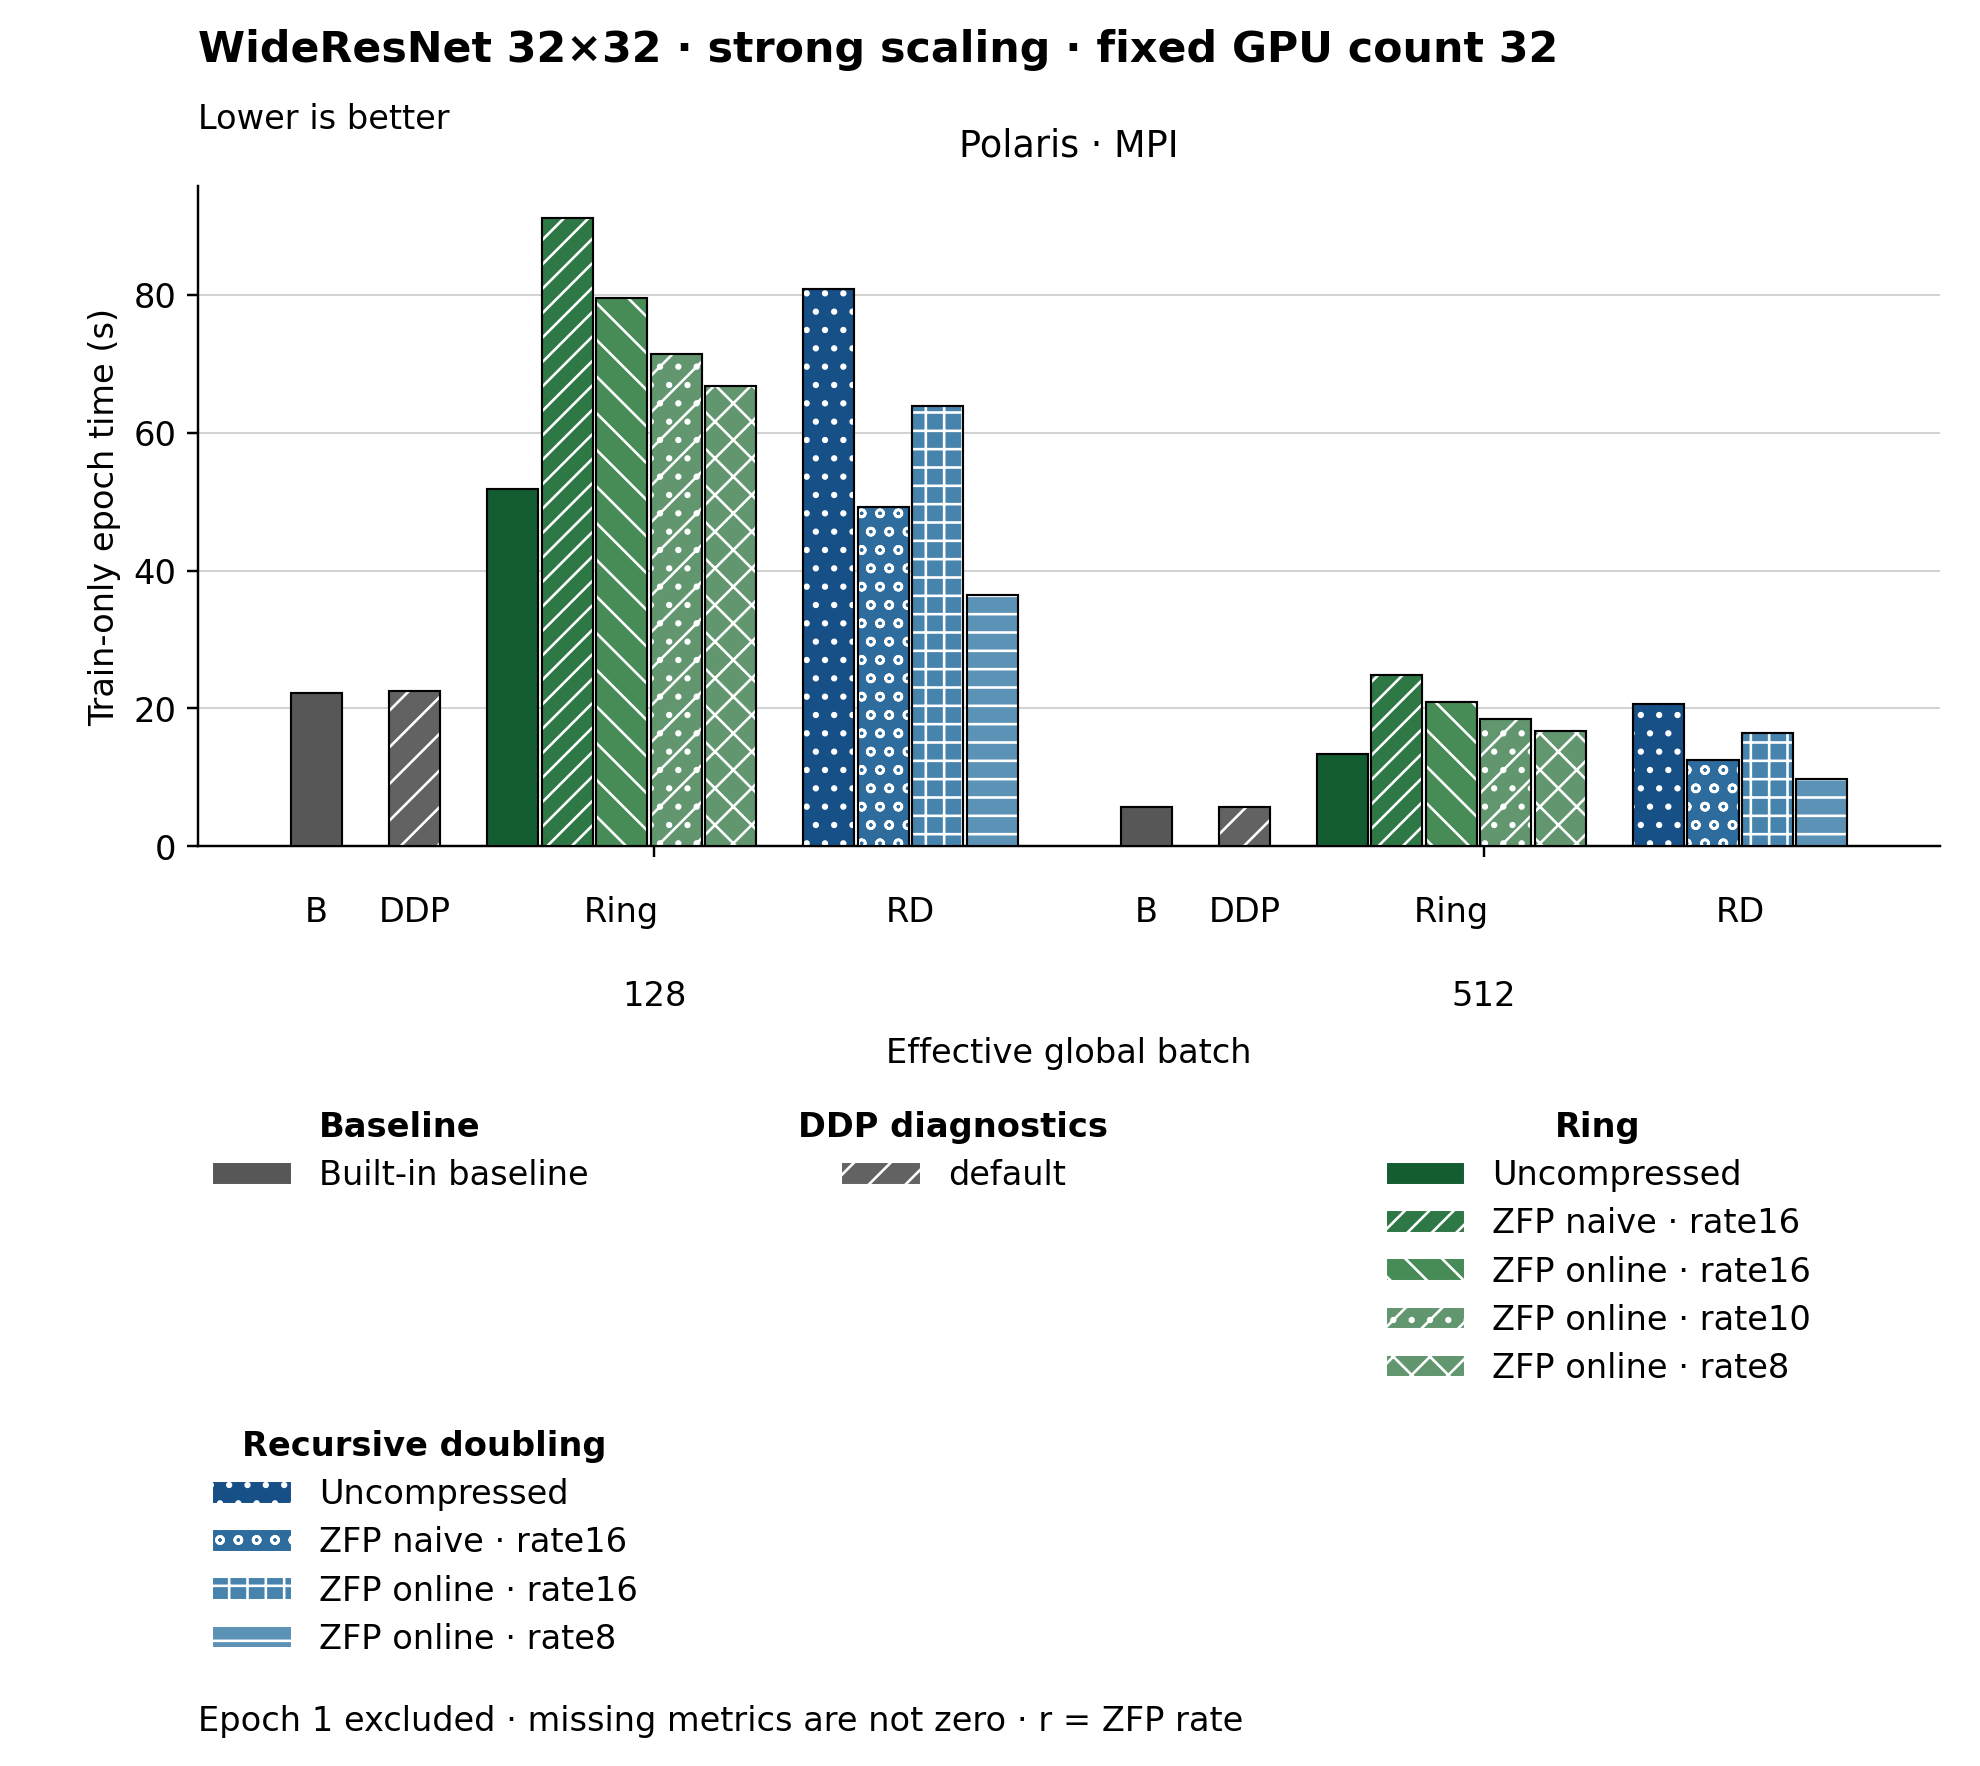 WideResNet 32×32 · strong scaling · fixed GPU count 32
Lower is better
Polaris · MPI
Train-only epoch time (s)
80
60
40
20
0
B DDP Ring RD B DDP Ring RD
128 512
Effective global batch
Baseline
Built-in baseline
DDP diagnostics
default
Ring
Uncompressed
ZFP naive · rate16
ZFP online · rate16
ZFP online · rate10
ZFP online · rate8
Recursive doubling
Uncompressed
ZFP naive · rate16
ZFP online · rate16
ZFP online · rate8
Epoch 1 excluded · missing metrics are not zero · r = ZFP rate